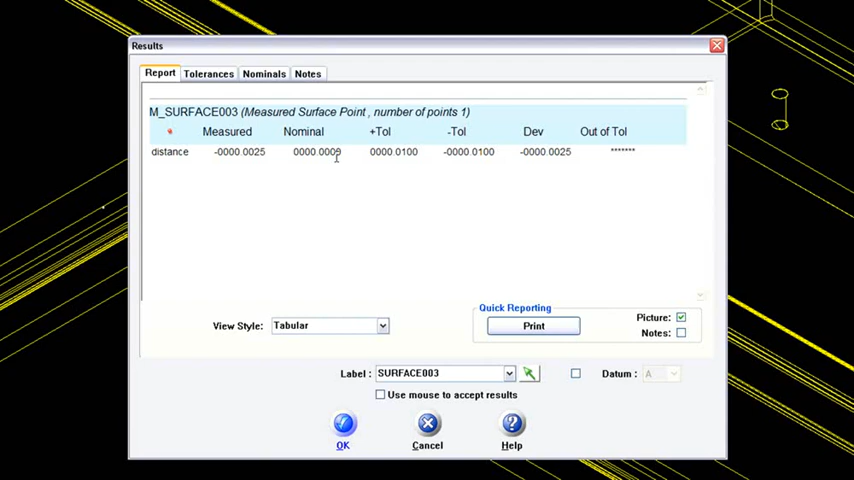 Results
Report Tolerances Nominals Notes
M_SURFACE003 (Measured Surface Point , number of points 1)
Measured Nominal +Tol -Tol Dev Out of Tol
distance -0000.0025 0000.0000 0000.0100 -0000.0100 -0000.0025 *******
Quick Reporting
View Style: Tabular Print Picture:
Notes:
Label : SURFACE003 Datum : A
Use mouse to accept results
OK Cancel Help